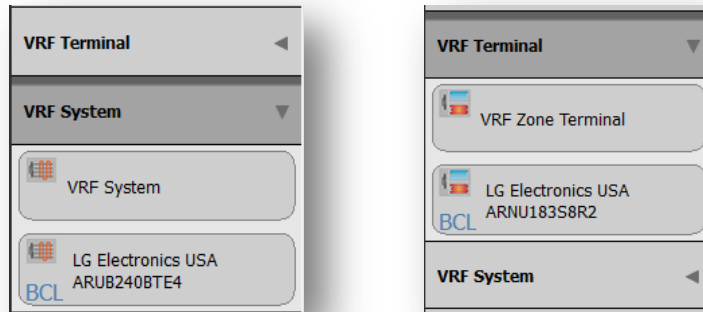 VRF Terminal
VRF System
VRF System
LG Electronics USA
ARUB240BTE4
BCL
VRF Terminal
VRF Zone Terminal
LG Electronics USA
ARNU183S8R2
BCL
VRF System